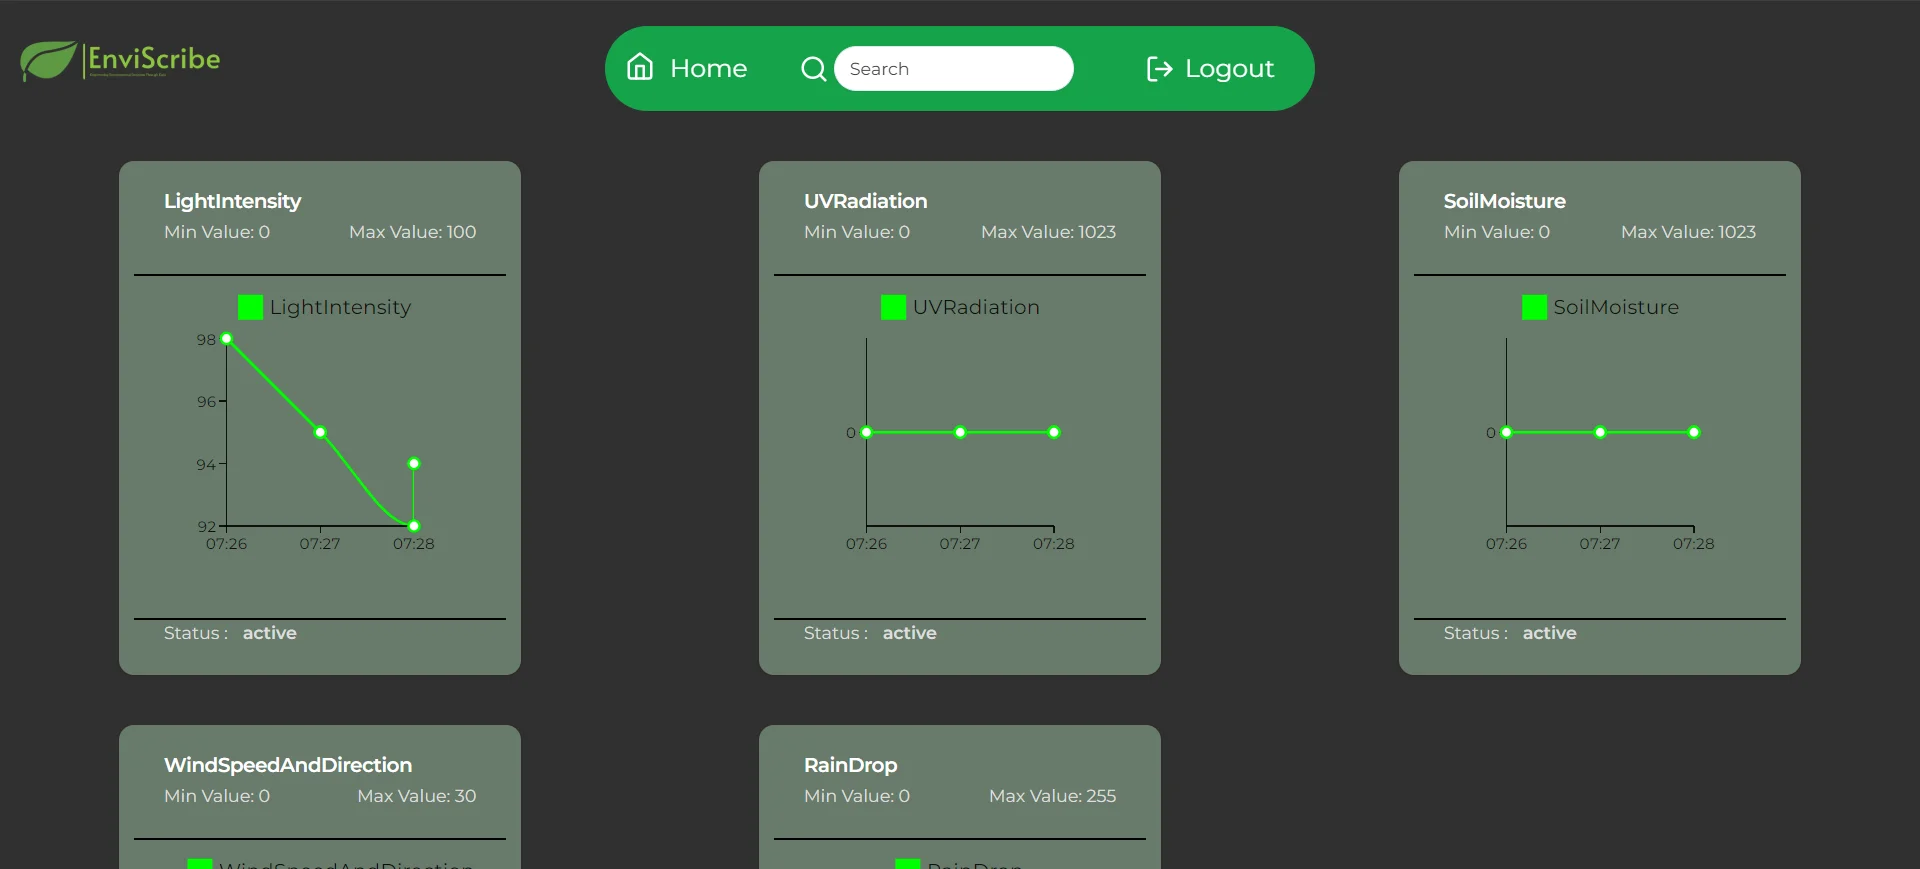 EnviScribe
Home
Search
Logout
LightIntensity
Min Value: 0 Max Value: 100
LightIntensity
98
96
94
92
07:26 07:27 07:28
Status : active
UVRadiation
Min Value: 0 Max Value: 1023
UVRadiation
0
07:26 07:27 07:28
Status : active
SoilMoisture
Min Value: 0 Max Value: 1023
SoilMoisture
0
07:26 07:27 07:28
Status : active
WindSpeedAndDirection
Min Value: 0 Max Value: 30
WindSpeedAndDirection
RainDrop
Min Value: 0 Max Value: 255
RainDrop